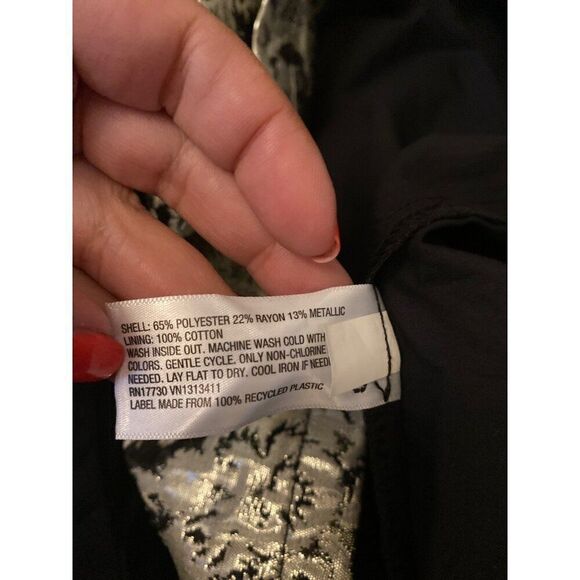 SHELL: 65% POLYESTER 22% RAYON 13% METALLIC
LINING: 100% COTTON
WASH INSIDE OUT. MACHINE WASH COLD WITH
COLORS. GENTLE CYCLE. ONLY NON-CHLORINE
NEEDED. LAY FLAT TO DRY. COOL IRON IF
RN17730 VN1313411
LABEL MADE FROM 100% RECYCLED PLASTIC